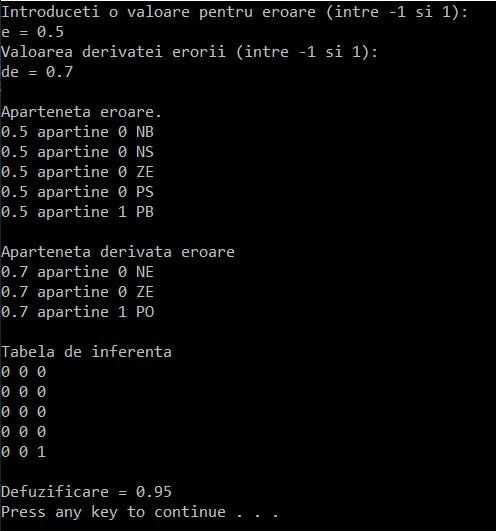 Introduceti o valoare pentru eroare (intre -1 si 1):
e = 0.5
Valoarea derivatei erorii (intre -1 si 1):
de = 0.7
Aparteneta eroare.
0.5 apartine 0 NB
0.5 apartine 0 NS
0.5 apartine 0 ZE
0.5 apartine 0 PS
0.5 apartine 1 PB
Aparteneta derivata eroare
0.7 apartine 0 NE
0.7 apartine 0 ZE
0.7 apartine 1 PO
Tabela de inferenta
0 0 0
0 0 0
0 0 0
0 0 0
0 0 1
Defuzificare = 0.95
Press any key to continue . . .